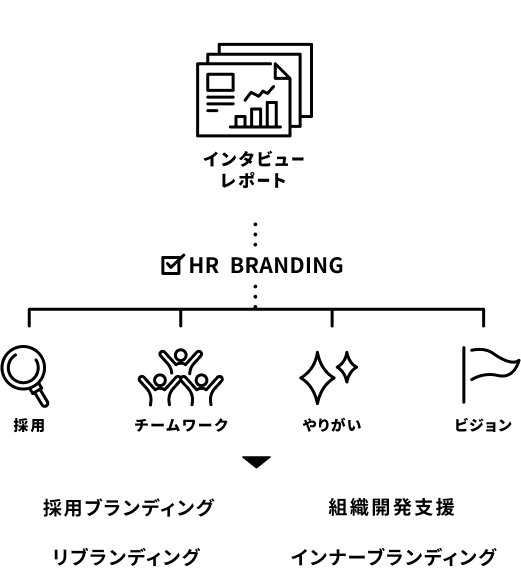 インタビュー
レポート
HR BRANDING
採用
チームワーク
やりがい
ビジョン
採用ブランディング
組織開発支援
リブランディング
インナーブランディング